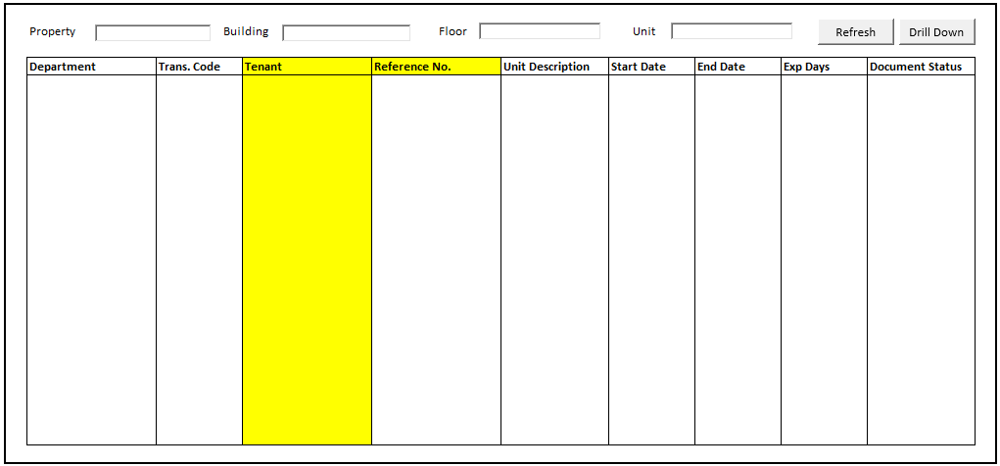 Property Building Floor Unit Refresh Drill Down
Department Trans. Code Tenant Reference No. Unit Description Start Date End Date Exp Days Document Status